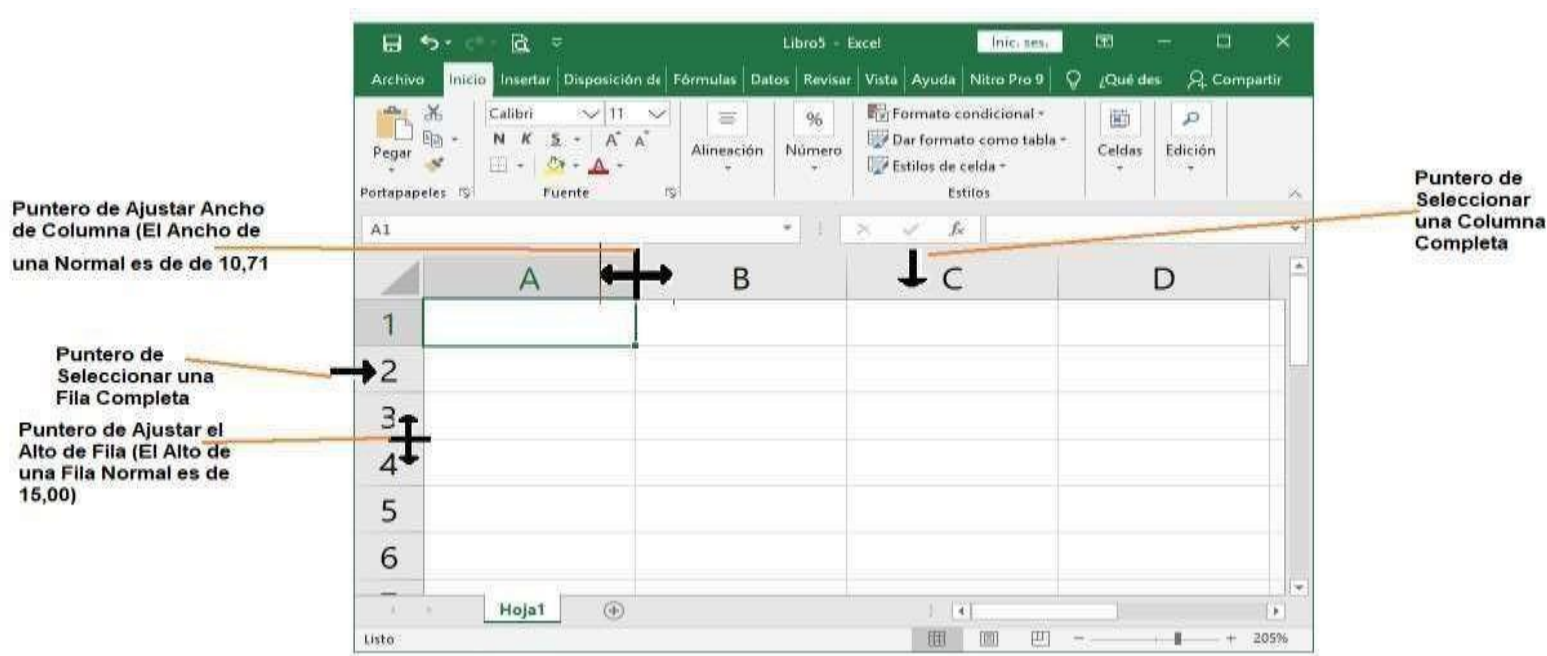 Libro5 - Excel
Inic. ses.
Archivo Inicio Insertar Disposición de Fórmulas Datos Revisar Vista Ayuda Nitro Pro 9 ¿Qué des Compartir
Calibri 11
Formato condicional
N K S A A
%
Dar formato como tabla
Pegar
Alineación Número
Celdas Edición
A
Estilos de celda
Portapapeles Fuente Estilos
Puntero de Ajustar Ancho
de Columna (El Ancho de
una Normal es de de 10,71
Puntero de
Seleccionar
una Columna
Completa
A1 fx
A B C D
1
2
3
4
5
6
Puntero de
Seleccionar una
Fila Completa
Puntero de Ajustar el
Alto de Fila (El Alto de
una Fila Normal es de
15,00)
Hoja1
Listo 205%